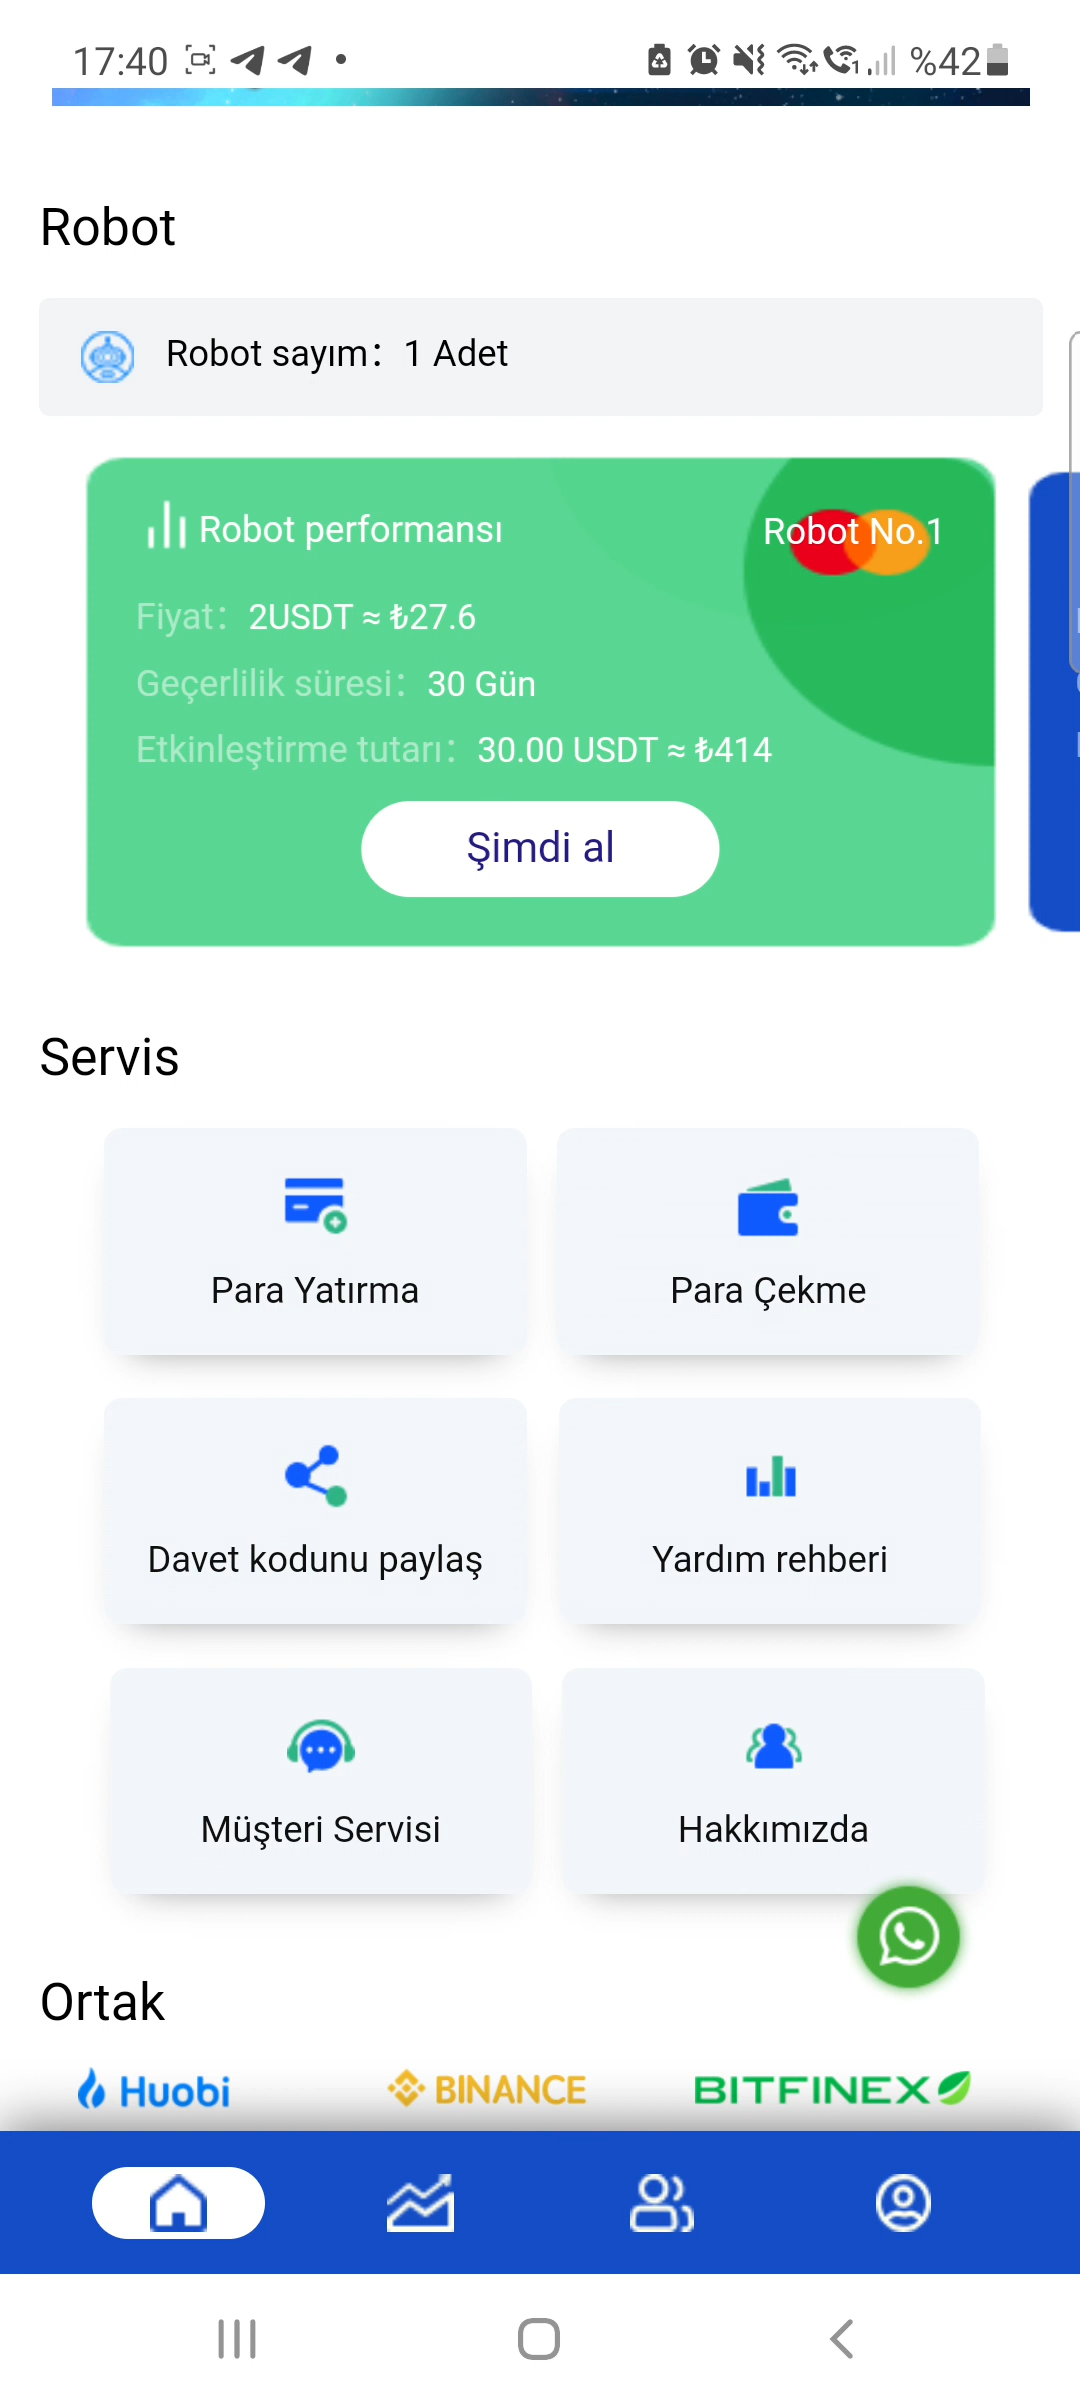 17:40
%42
Robot
Robot sayım: 1 Adet
Robot performansı
Robot No.1
Fiyat: 2USDT ≈ ₺27.6
Geçerlilik süresi: 30 Gün
Etkinleştirme tutarı: 30.00 USDT ≈ ₺414
Şimdi al
Servis
Para Yatırma
Para Çekme
Davet kodunu paylaş
Yardım rehberi
Müşteri Servisi
Hakkımızda
Ortak
Huobi
BINANCE
BITFINEX